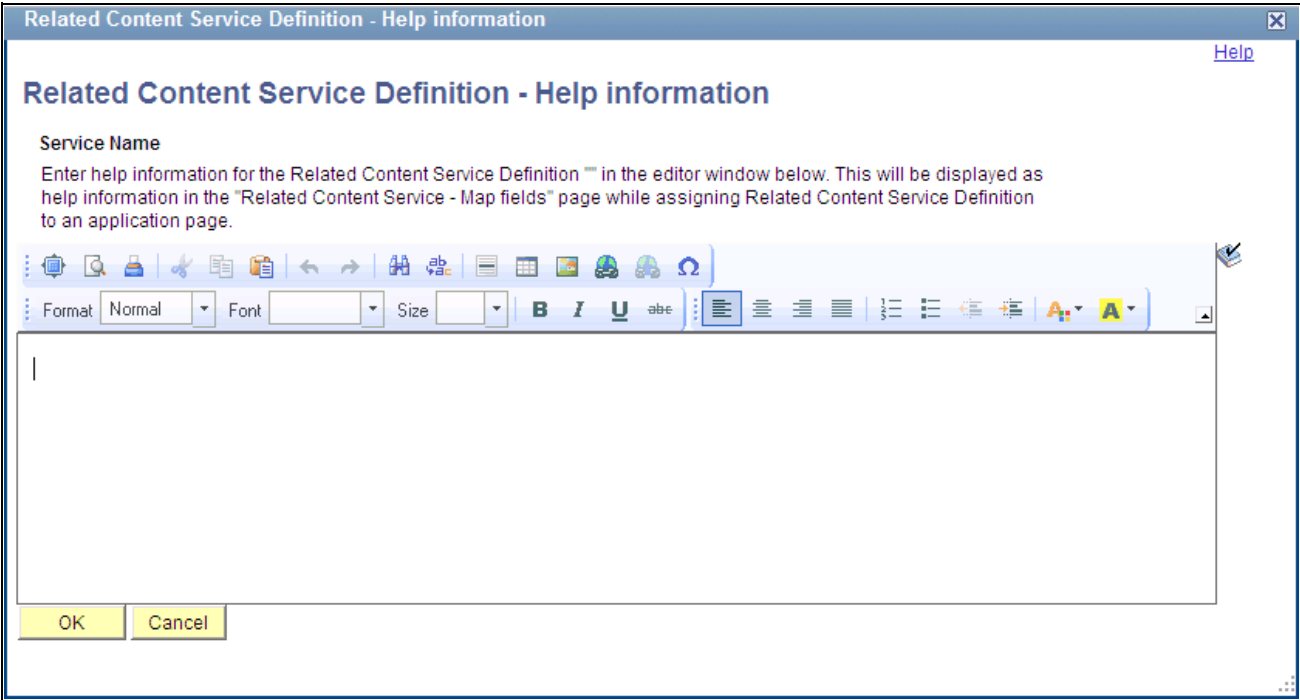 Related Content Service Definition - Help information
Help
Related Content Service Definition - Help information
Service Name
Enter help information for the Related Content Service Definition "" in the editor window below. This will be displayed as
help information in the "Related Content Service - Map fields" page while assigning Related Content Service Definition
to an application page.
Format Normal Font Size B I U abc
OK Cancel